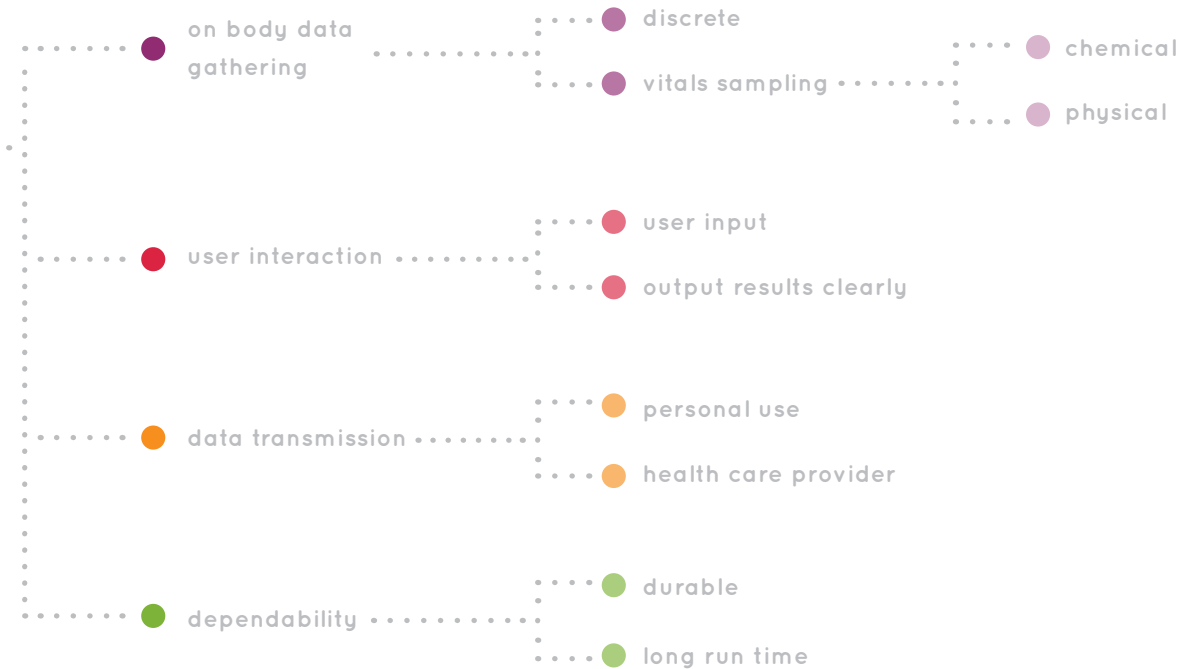 on body data
gathering
discrete
vitals sampling
chemical
physical
user interaction
user input
output results clearly
data transmission
personal use
health care provider
dependability
durable
long run time